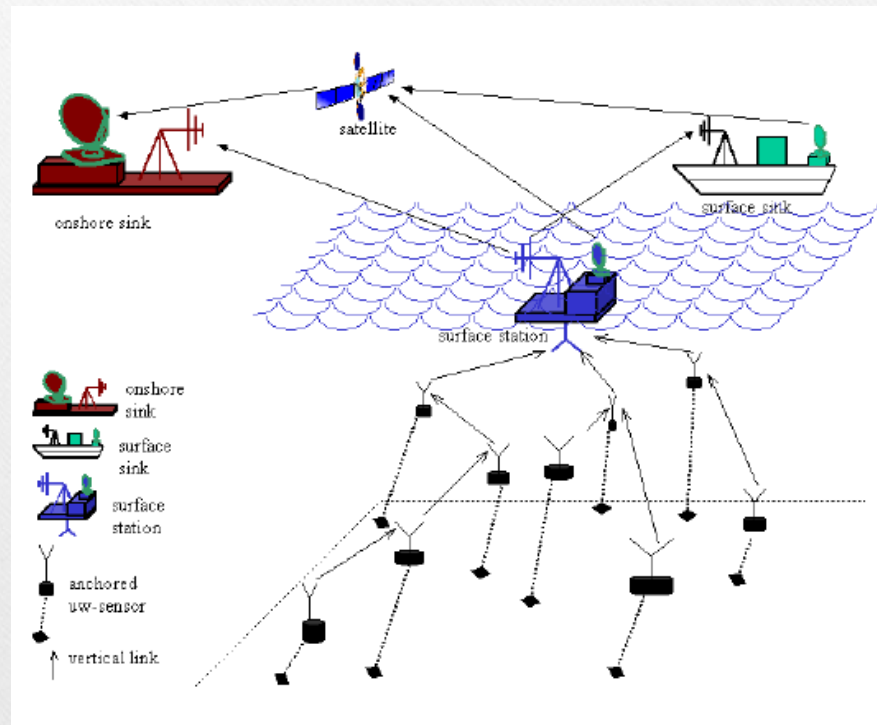 satellite
onshore sink
surface sink
surface station
onshore
sink
surface
sink
surface
station
anchored
uw-sensor
vertical link